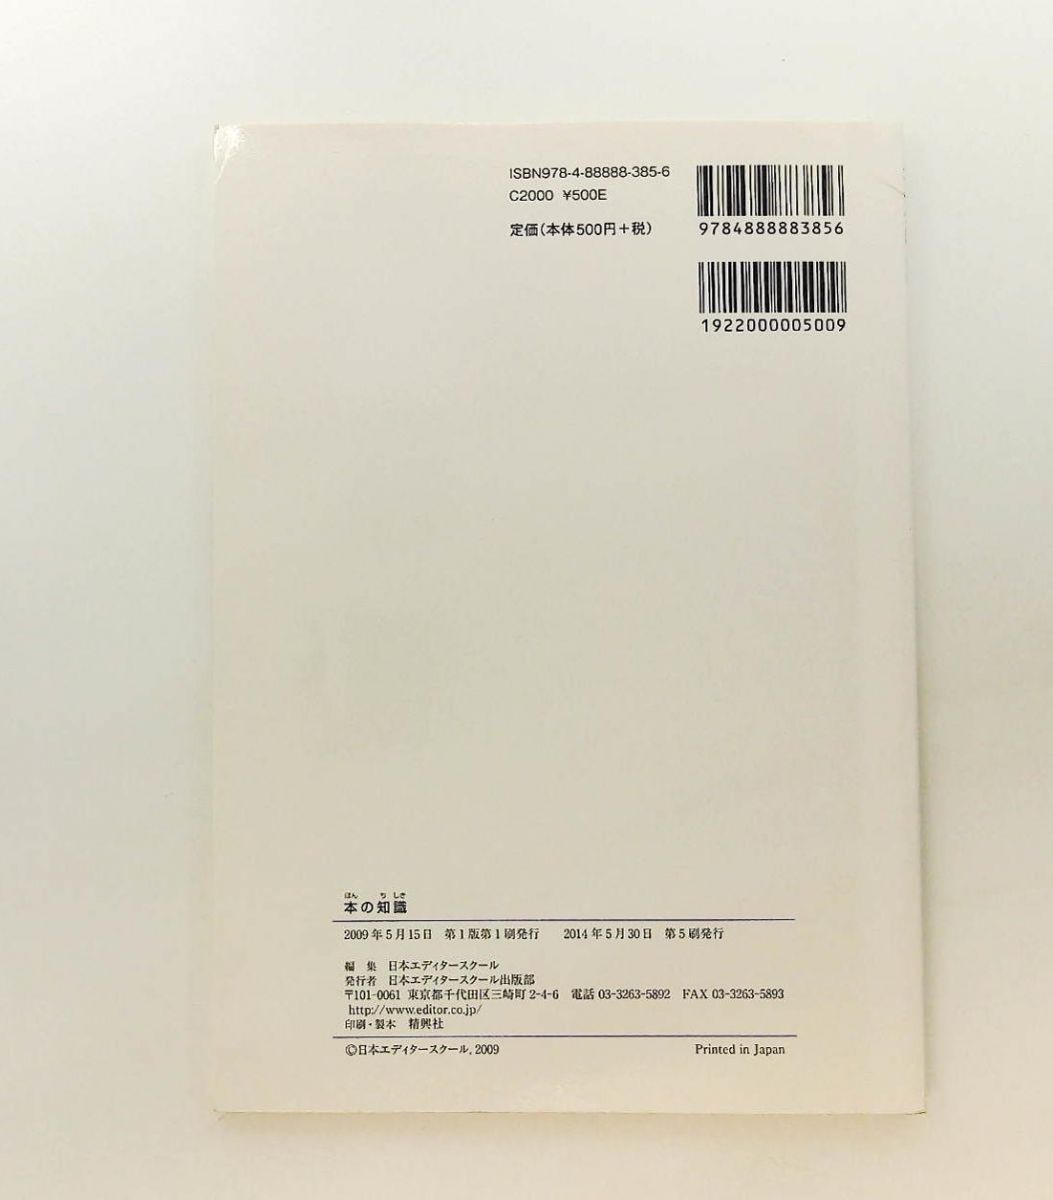 ISBN978-4-88888-385-6
C2000 ¥500E
定価(本体500円+税)
9784888883856
1922000005009
ほん ち しき
本の知識
2009年5月15日 第1版第1刷発行 2014年5月30日 第5刷発行
編 集 日本エディタースクール
発行者 日本エディタースクール出版部
〒101-0061 東京都千代田区三崎町2-4-6 電話 03-3263-5892 FAX 03-3263-5893
http://www.editor.co.jp/
印刷・製本 精興社
©日本エディタースクール, 2009 Printed in Japan